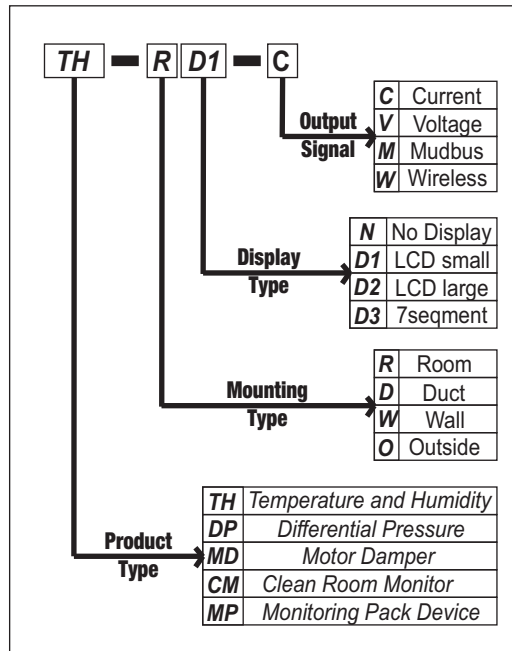 TH - R D1 - C
Output
Signal
C Current
V Voltage
M Mudbus
W Wireless
Display
Type
N No Display
D1 LCD small
D2 LCD large
D3 7seqment
Mounting
Type
R Room
D Duct
W Wall
O Outside
Product
Type
TH Temperature and Humidity
DP Differential Pressure
MD Motor Damper
CM Clean Room Monitor
MP Monitoring Pack Device